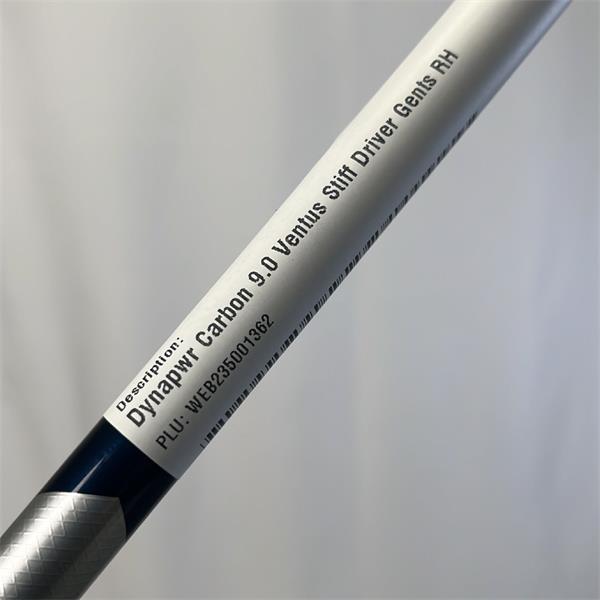 Description:
Dynapwr Carbon 9.0 Ventus Stiff Driver Gents RH
PLU: WEB235001362